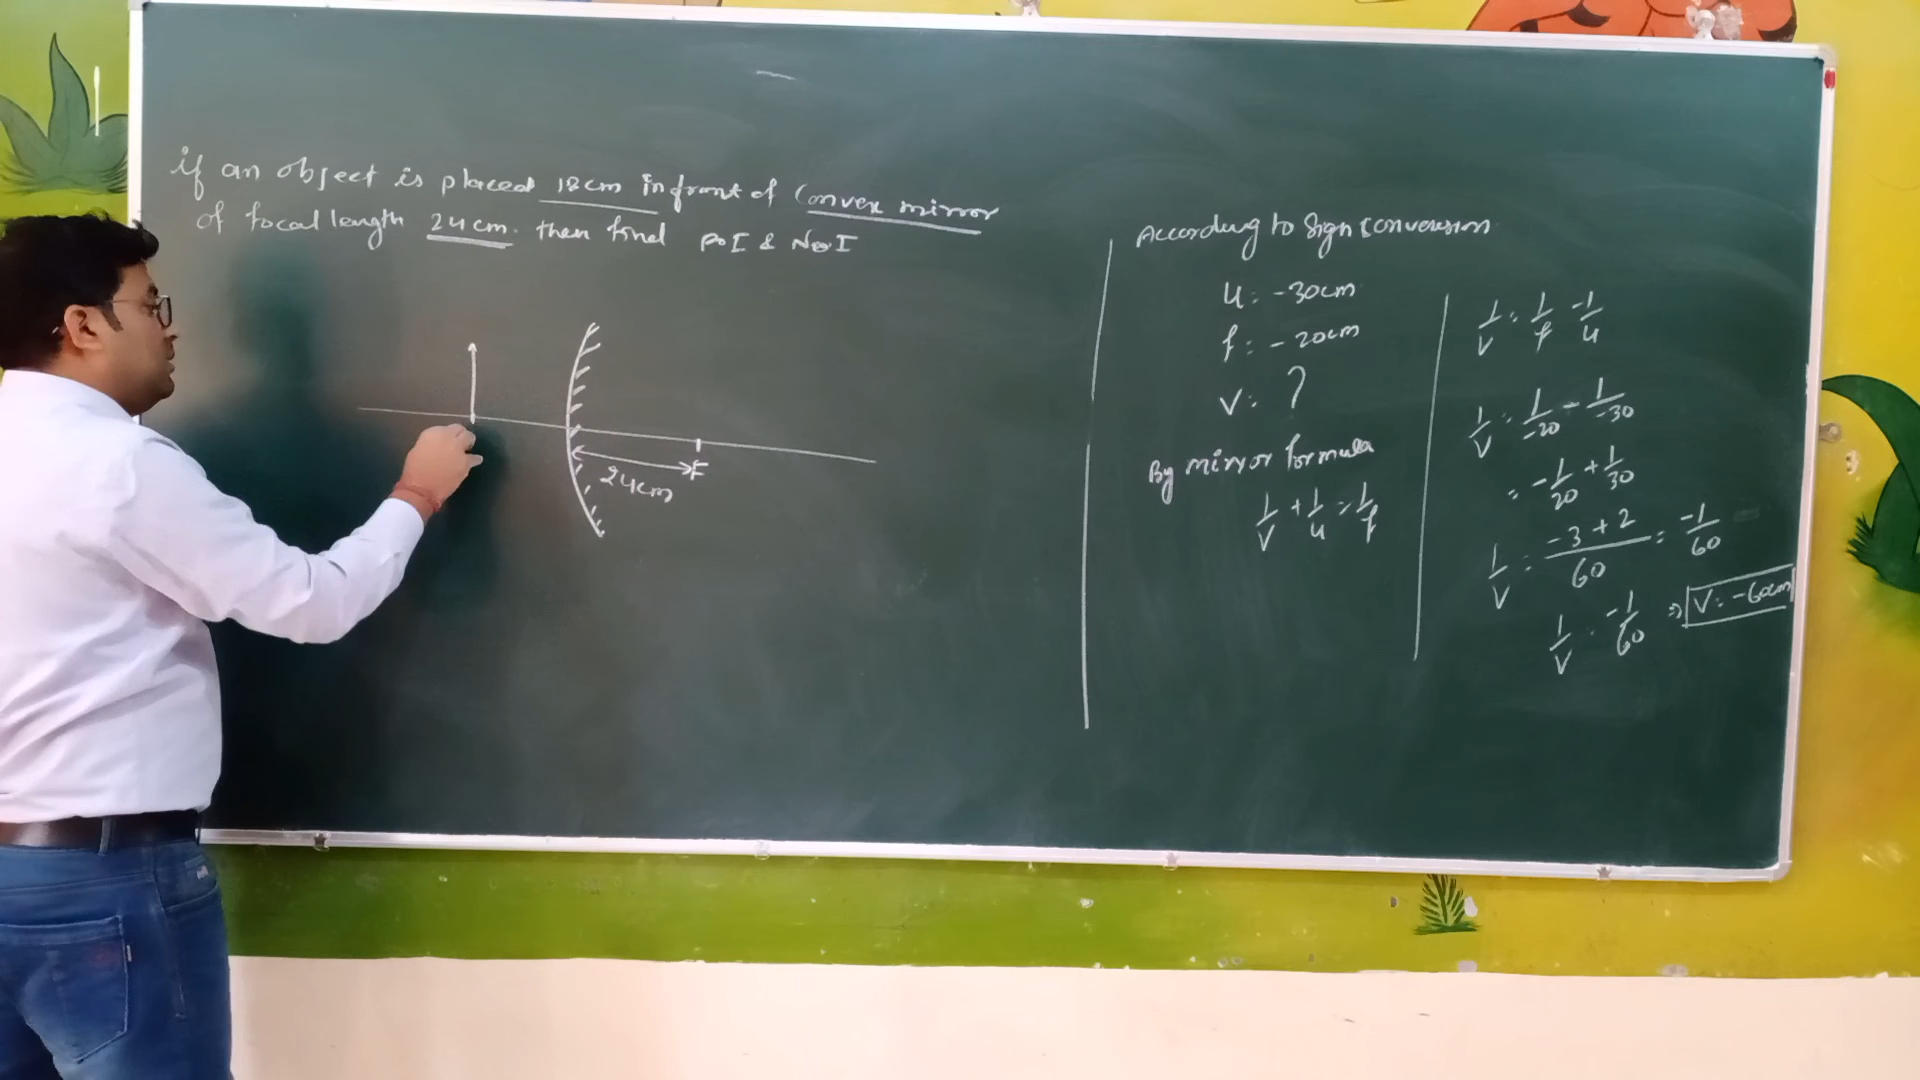 if an object is placed 18cm infront of Convex mirror
of focal length 24cm. then find PoI & NoI
24cm
F
According to Sign Conversion
u = -30cm
f = -20cm
v = ?
By mirror formula
1/v + 1/u = 1/f
1/v = 1/f - 1/u
1/v = 1/-20 - 1/-30
= -1/20 + 1/30
1/v = -3+2/60 = -1/60
1/v = -1/60 => v = -60cm